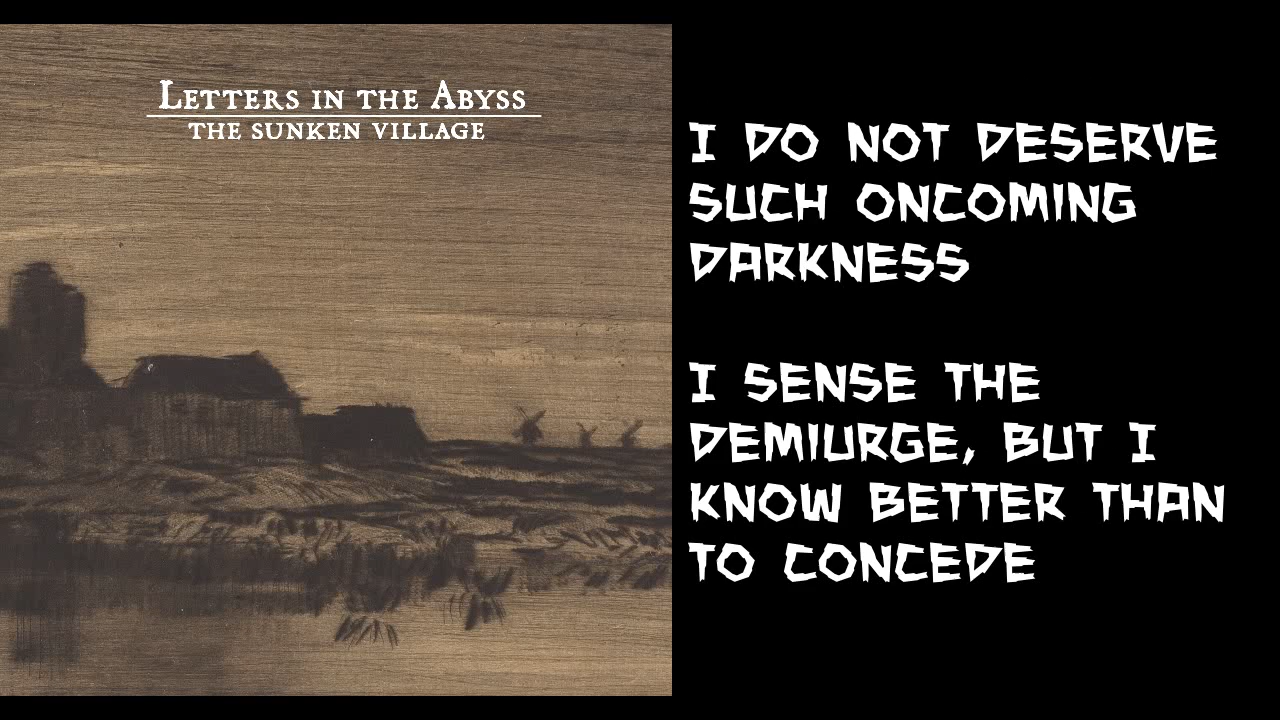 Letters in the Abyss
the sunken village
I DO NOT DESERVE
SUCH ONCOMING
DARKNESS
I SENSE THE
DEMIURGE, BUT I
KNOW BETTER THAN
TO CONCEDE